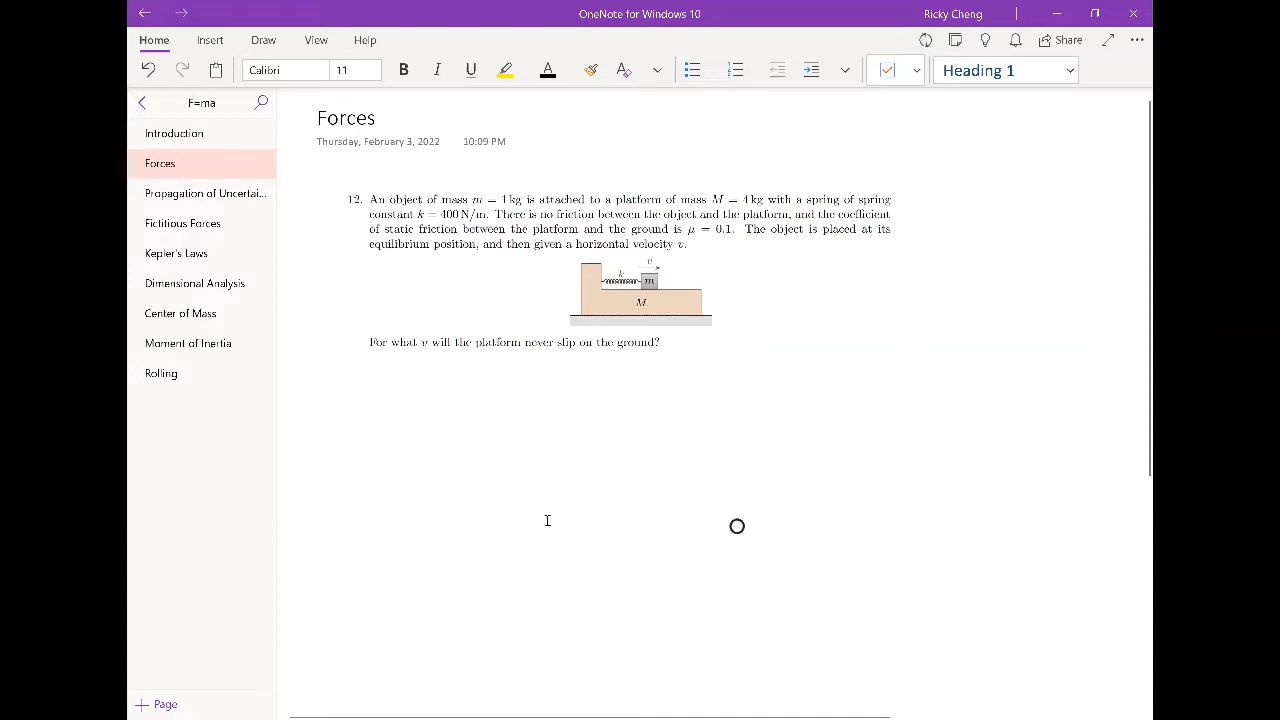 OneNote for Windows 10
Ricky Cheng
Home Insert Draw View Help
Share
Calibri 11 B I U A A Heading 1
F=ma
Introduction
Forces
Propagation of Uncertai...
Fictitious Forces
Kepler's Laws
Dimensional Analysis
Center of Mass
Moment of Inertia
Rolling
Page
Forces
Thursday, February 3, 2022 10:09 PM
12. An object of mass m = 1 kg is attached to a platform of mass M = 4 kg with a spring of spring
constant k = 400 N/m. There is no friction between the object and the platform, and the coefficient
of static friction between the platform and the ground is μ = 0.1. The object is placed at its
equilibrium position, and then given a horizontal velocity v.
v
k
m
M
For what v will the platform never slip on the ground?